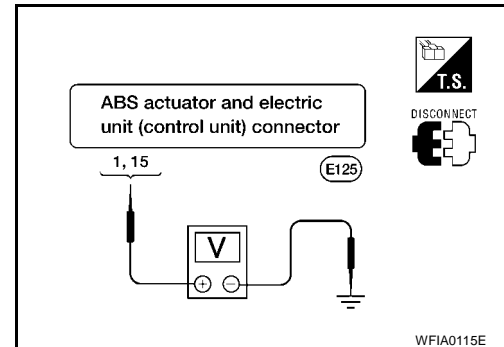 T.S.
DISCONNECT
ABS actuator and electric
unit (control unit) connector
1, 15
E125
V
+ −
WFIA0115E